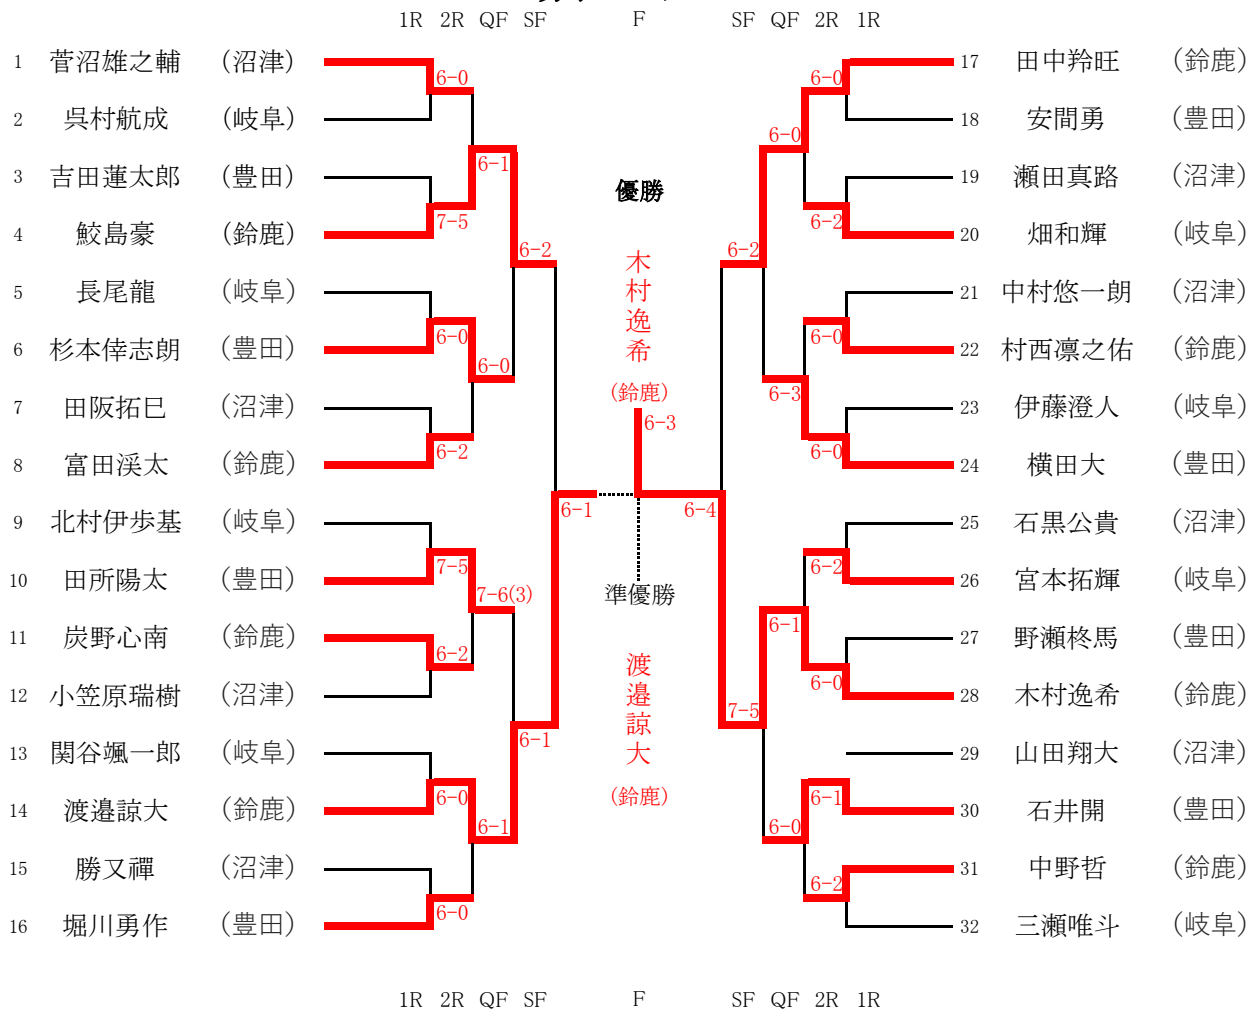 1R 2R QF SF F SF QF 2R 1R
1 菅沼雄之輔 (沼津) 6-0 6-0 17 田中羚旺 (鈴鹿)
2 呉村航成 (岐阜) 6-0 18 安間勇 (豊田)
6-1
3 吉田蓮太郎 (豊田) 優勝 19 瀬田真路 (沼津)
7-5 6-2
4 鮫島豪 (鈴鹿) 20 畑和輝 (岐阜)
6-2 6-2
木村逸希
5 長尾龍 (岐阜) 21 中村悠一朗 (沼津)
6-0 6-0
6 杉本倖志朗 (豊田) 22 村西凛之佑 (鈴鹿)
6-0 (鈴鹿) 6-3
7 田阪拓巳 (沼津) 6-3 23 伊藤澄人 (岐阜)
6-2 6-0
8 富田渓太 (鈴鹿) 24 横田大 (豊田)
6-1 6-4
9 北村伊歩基 (岐阜) 25 石黒公貴 (沼津)
7-5 6-2
10 田所陽太 (豊田) 26 宮本拓輝 (岐阜)
7-6(3) 準優勝 6-1
11 炭野心南 (鈴鹿) 27 野瀬柊馬 (豊田)
6-2 6-0
12 小笠原瑞樹 (沼津) 28 木村逸希 (鈴鹿)
渡邉諒大
6-1 7-5
13 関谷颯一郎 (岐阜) 29 山田翔大 (沼津)
6-0 (鈴鹿) 6-1
14 渡邉諒大 (鈴鹿) 30 石井開 (豊田)
6-1 6-0
15 勝又禪 (沼津) 31 中野哲 (鈴鹿)
6-0 6-2
16 堀川勇作 (豊田) 32 三瀬唯斗 (岐阜)
1R 2R QF SF F SF QF 2R 1R